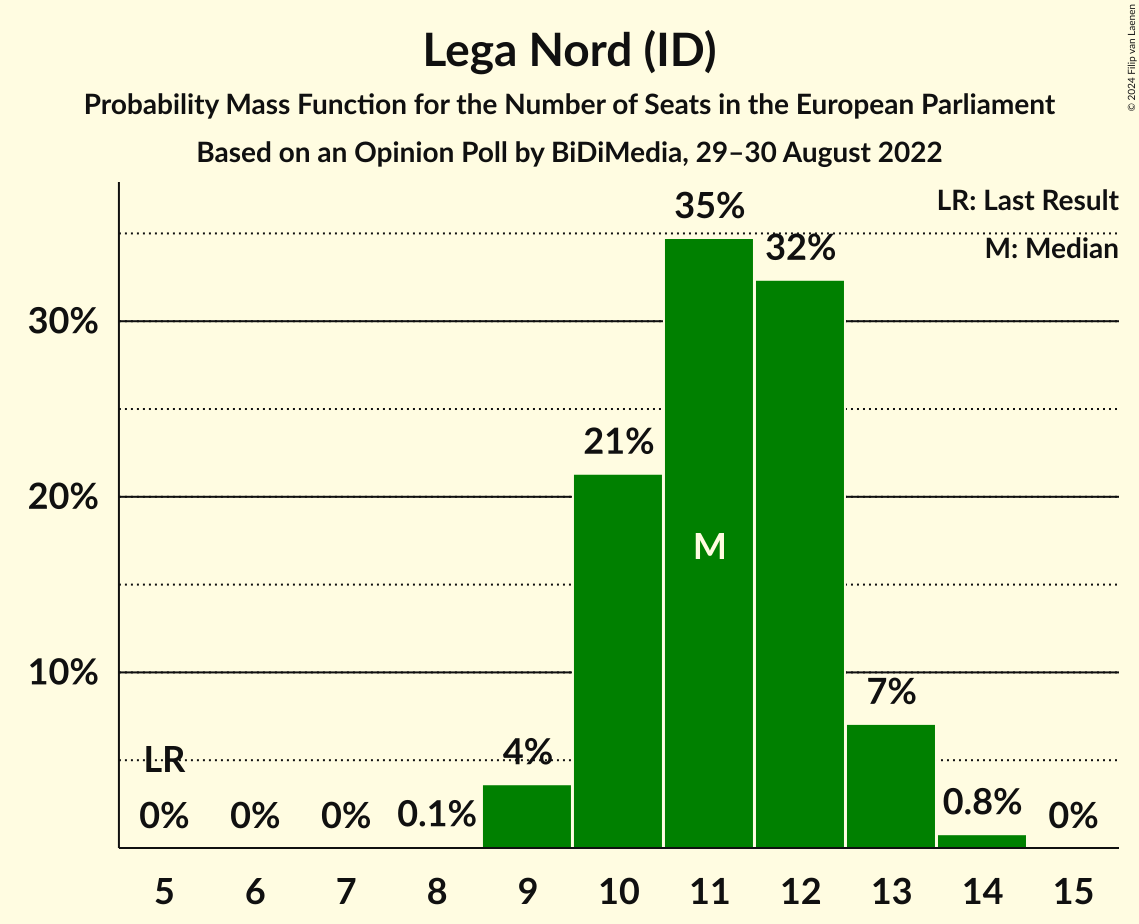 Lega Nord (ID)
Probability Mass Function for the Number of Seats in the European Parliament
Based on an Opinion Poll by BiDiMedia, 29–30 August 2022
© 2024 Filip van Laenen
LR: Last Result
M: Median
30%
20%
10%
LR
0%
0%
0%
0.1%
4%
21%
35%
M
32%
7%
0.8%
0%
5 6 7 8 9 10 11 12 13 14 15